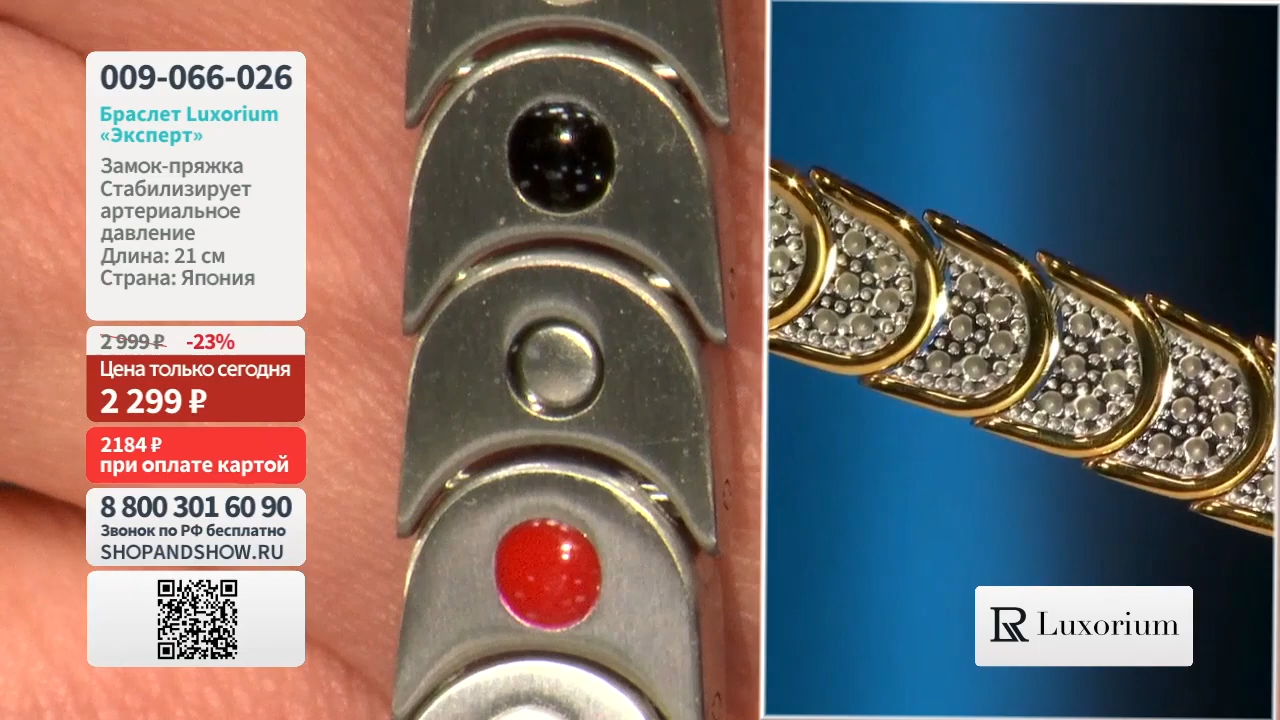 009-066-026
Браслет Luxorium
«Эксперт»
Замок-пряжка
Стабилизирует
артериальное
давление
Длина: 21 см
Страна: Япония
2 999 ₽ -23%
Цена только сегодня
2 299 ₽
2184 ₽
при оплате картой
8 800 301 60 90
Звонок по РФ бесплатно
SHOPANDSHOW.RU
LR Luxorium